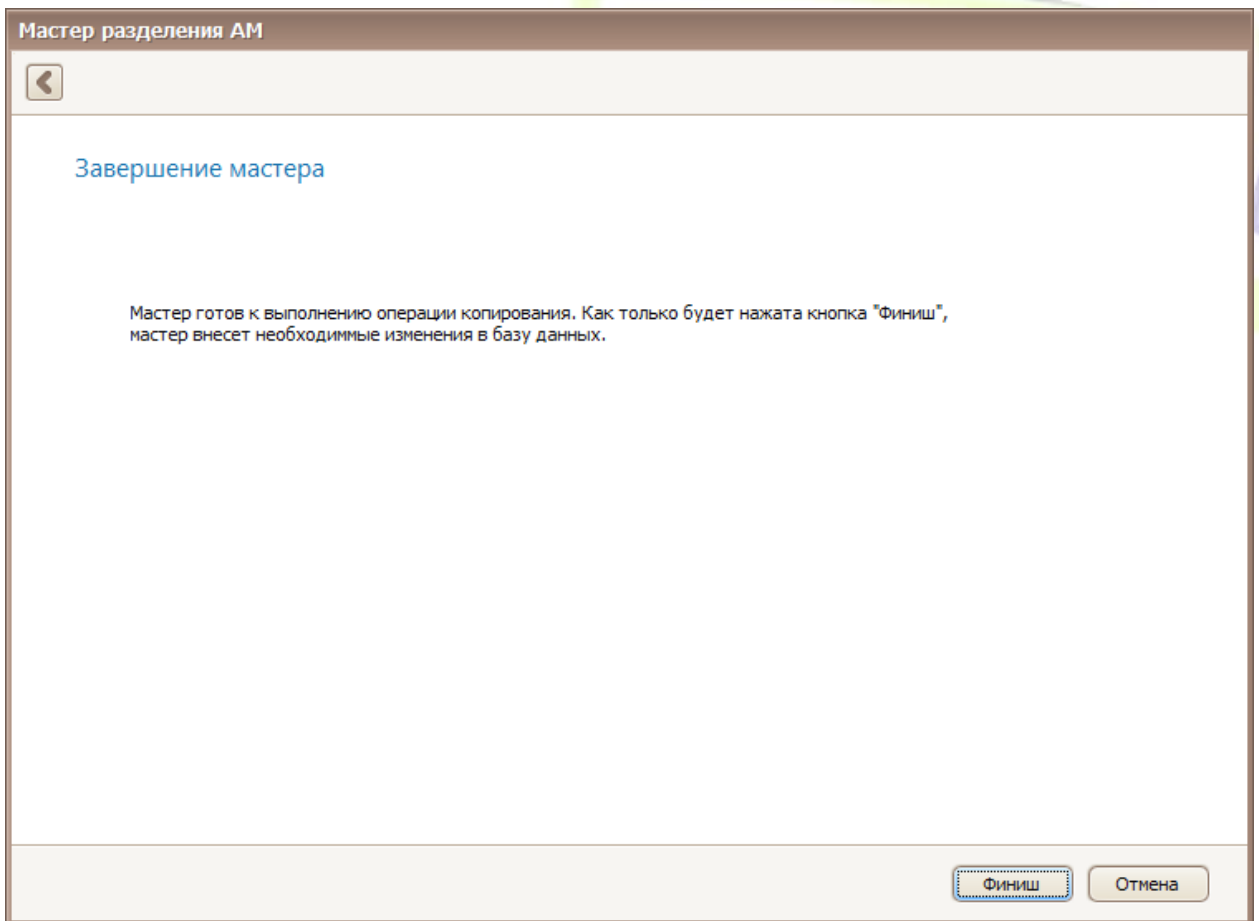 Мастер разделения АМ
Завершение мастера
Мастер готов к выполнению операции копирования. Как только будет нажата кнопка "Финиш",
мастер внесет необходиммые изменения в базу данных.
Финиш
Отмена